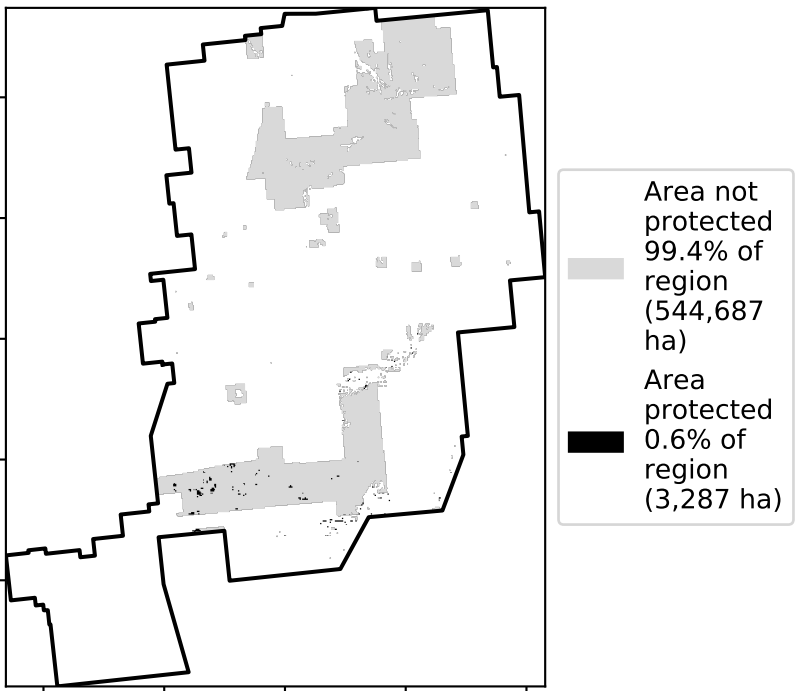 Area not
protected
99.4% of
region
(544,687
ha)
Area
protected
0.6% of
region
(3,287 ha)